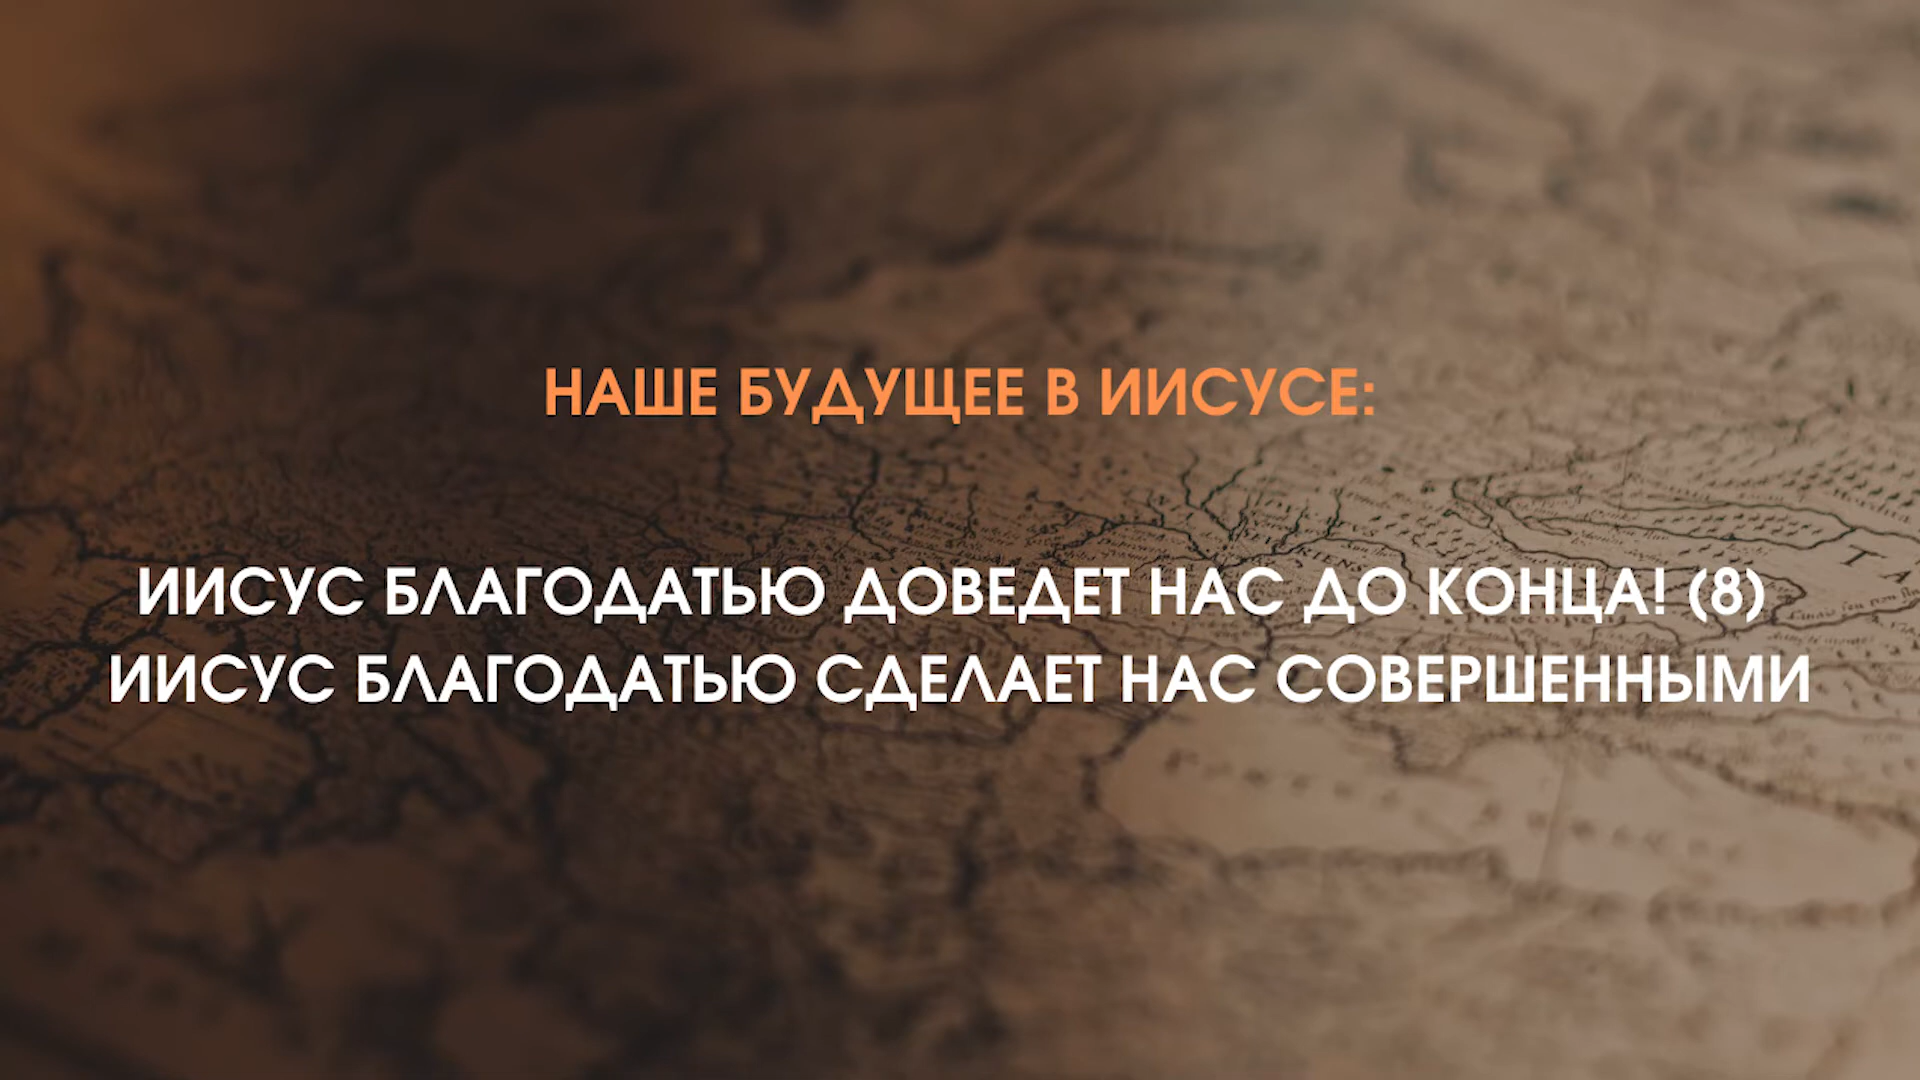 НАШЕ БУДУЩЕЕ В ИИСУСЕ:
ИИСУС БЛАГОДАТЬЮ ДОВЕДЕТ НАС ДО КОНЦА! (8)
ИИСУС БЛАГОДАТЬЮ СДЕЛАЕТ НАС СОВЕРШЕННЫМИ